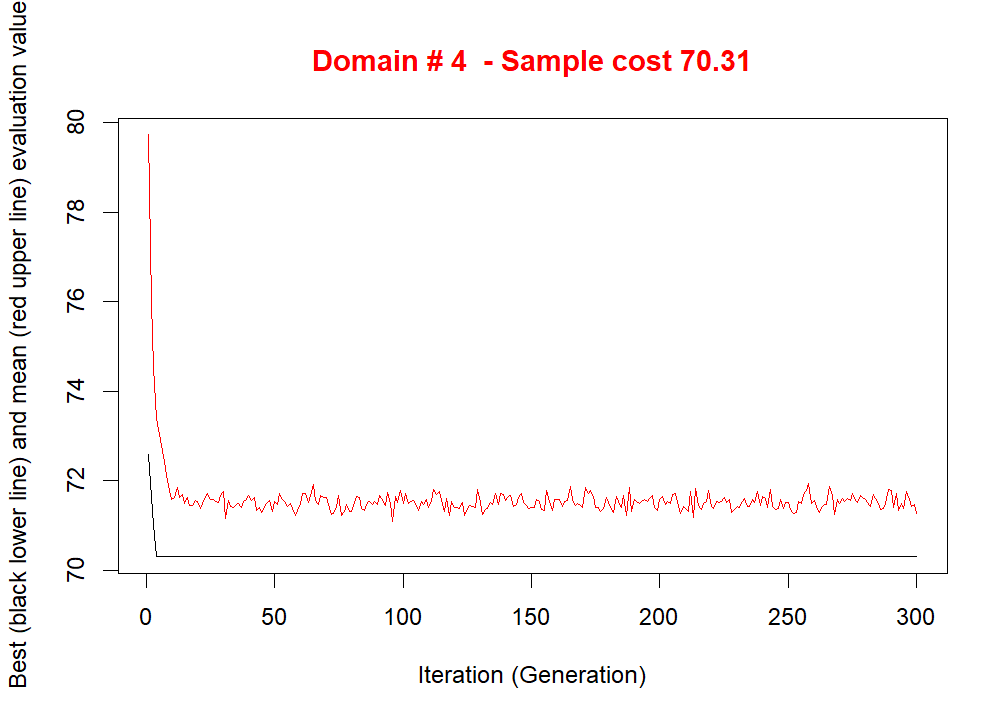 Domain # 4  - Sample cost 70.31
Best (black lower line) and mean (red upper line) evaluation value
80
78
76
74
72
70
0 50 100 150 200 250 300
Iteration (Generation)